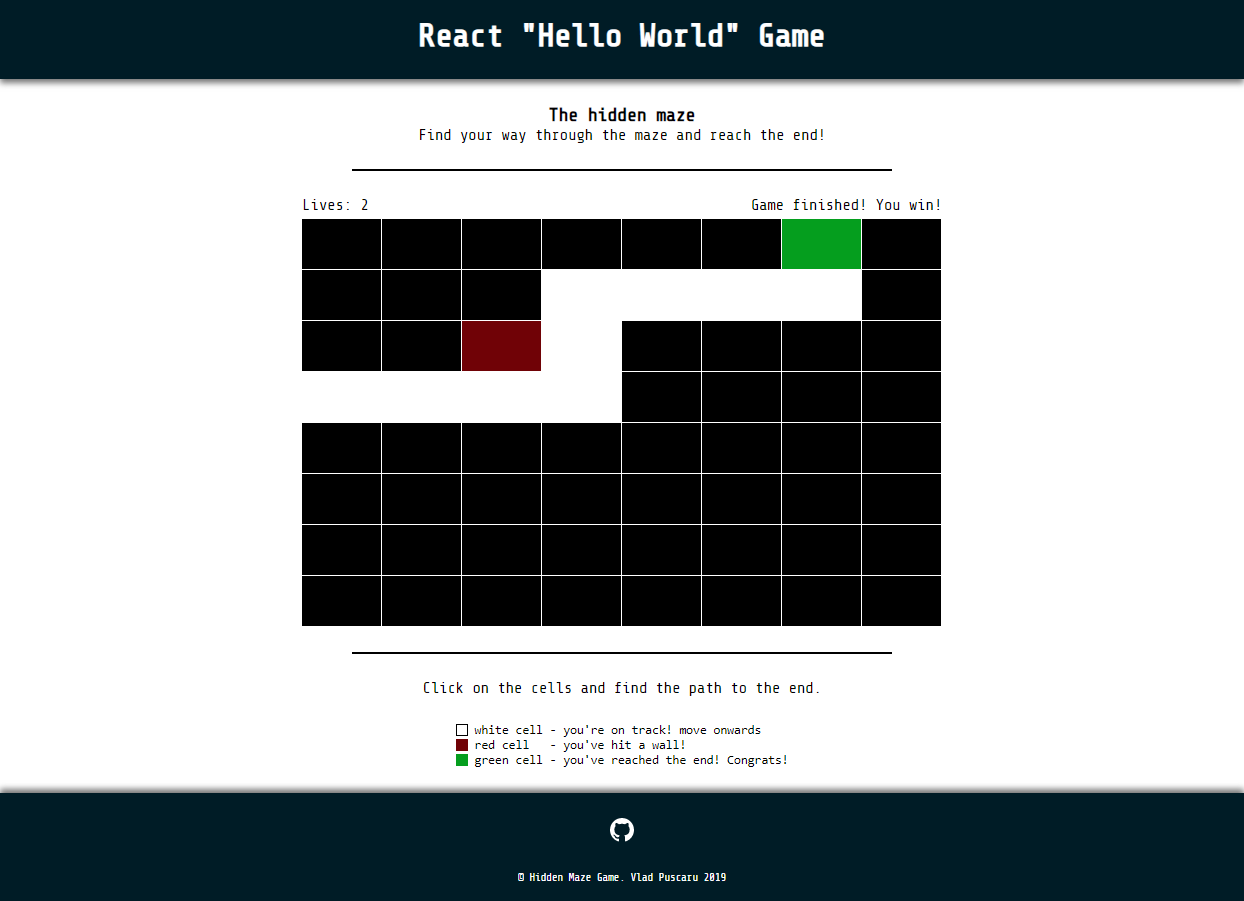 React "Hello World" Game
The hidden maze
Find your way through the maze and reach the end!
Lives: 2
Game finished! You win!
Click on the cells and find the path to the end.
white cell - you're on track! move onwards
red cell   - you've hit a wall!
green cell - you've reached the end! Congrats!
© Hidden Maze Game. Vlad Puscaru 2019